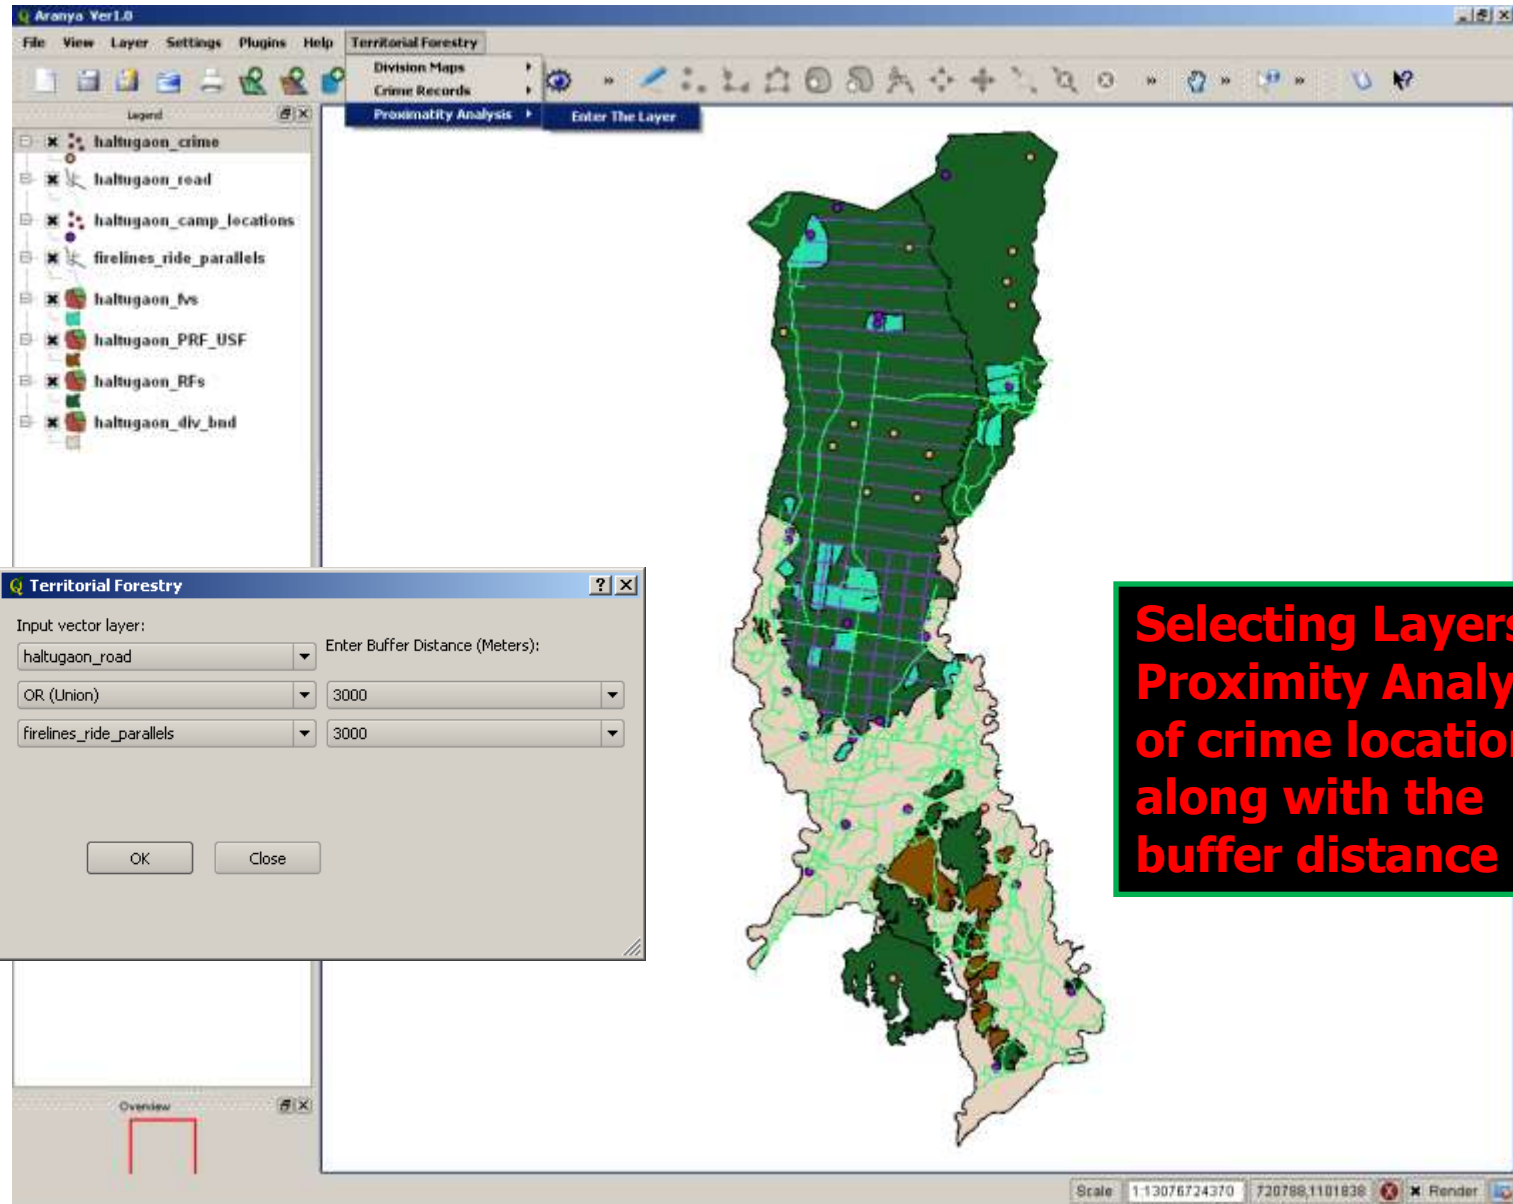 Aranya Ver1.0
File View Layer Settings Plugins Help Territorial Forestry
Division Maps
Crime Records
Proximatity Analysis
Enter The Layer
Legend
haltugaon_crime
haltugaon_road
haltugaon_camp_locations
firelines_ride_parallels
haltugaon_fvs
haltugaon_PRF_USF
haltugaon_RFs
haltugaon_div_bnd
Territorial Forestry
Input vector layer:
haltugaon_road
Enter Buffer Distance (Meters):
OR (Union) 3000
firelines_ride_parallels 3000
OK Close
Selecting Layers
Proximity Analy
of crime location
along with the
buffer distance
Overview
Scale 1:13076724370 720788,1101838 Render